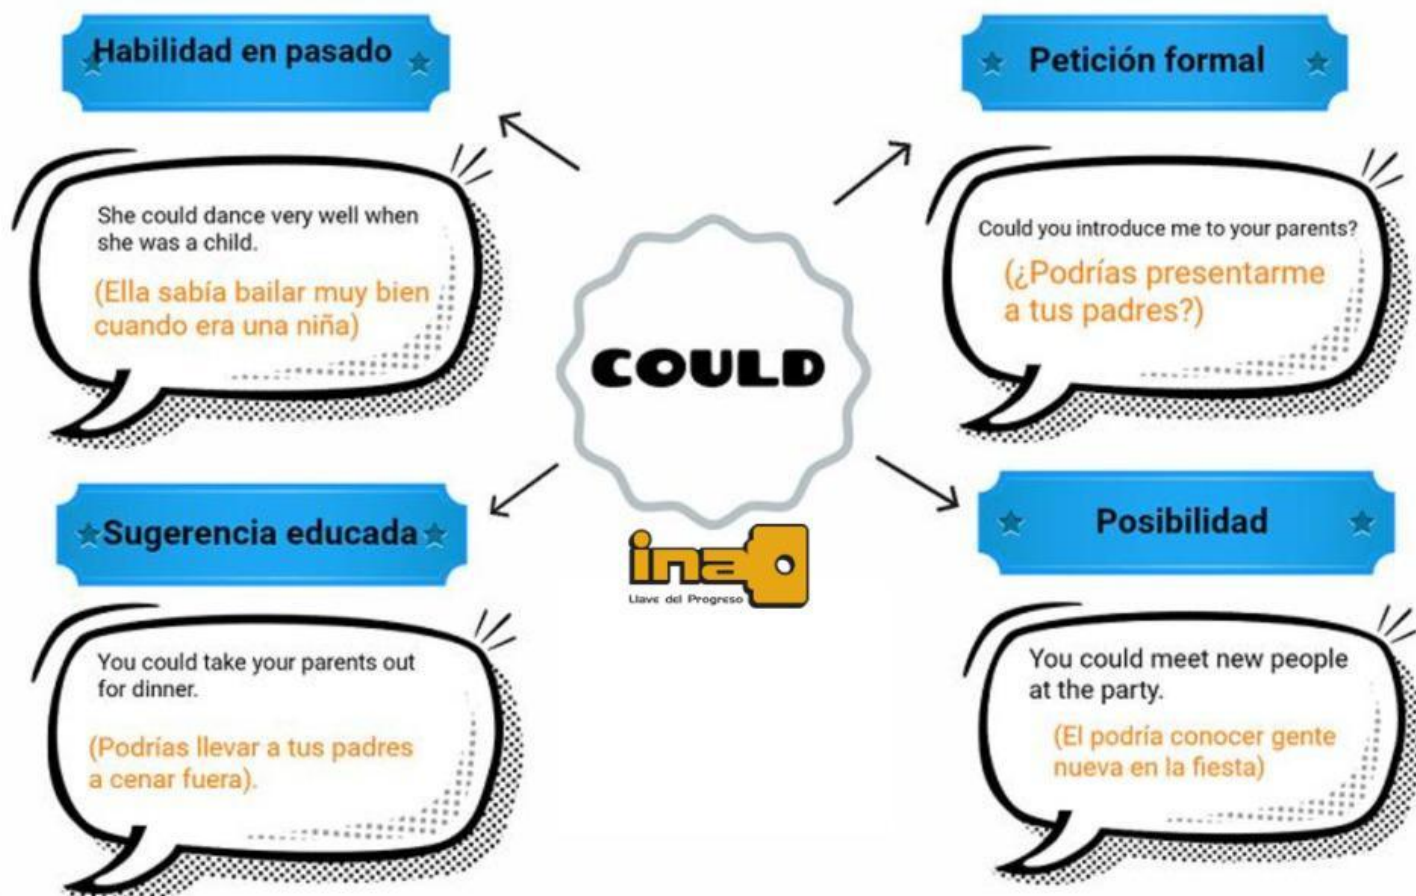 Habilidad en pasado
She could dance very well when
she was a child.
(Ella sabía bailar muy bien
cuando era una niña)
Petición formal
Could you introduce me to your parents?
(¿Podrías presentarme
a tus padres?)
COULD
ina
Llave del Progreso
Sugerencia educada
You could take your parents out
for dinner.
(Podrías llevar a tus padres
a cenar fuera).
Posibilidad
You could meet new people
at the party.
(El podría conocer gente
nueva en la fiesta)